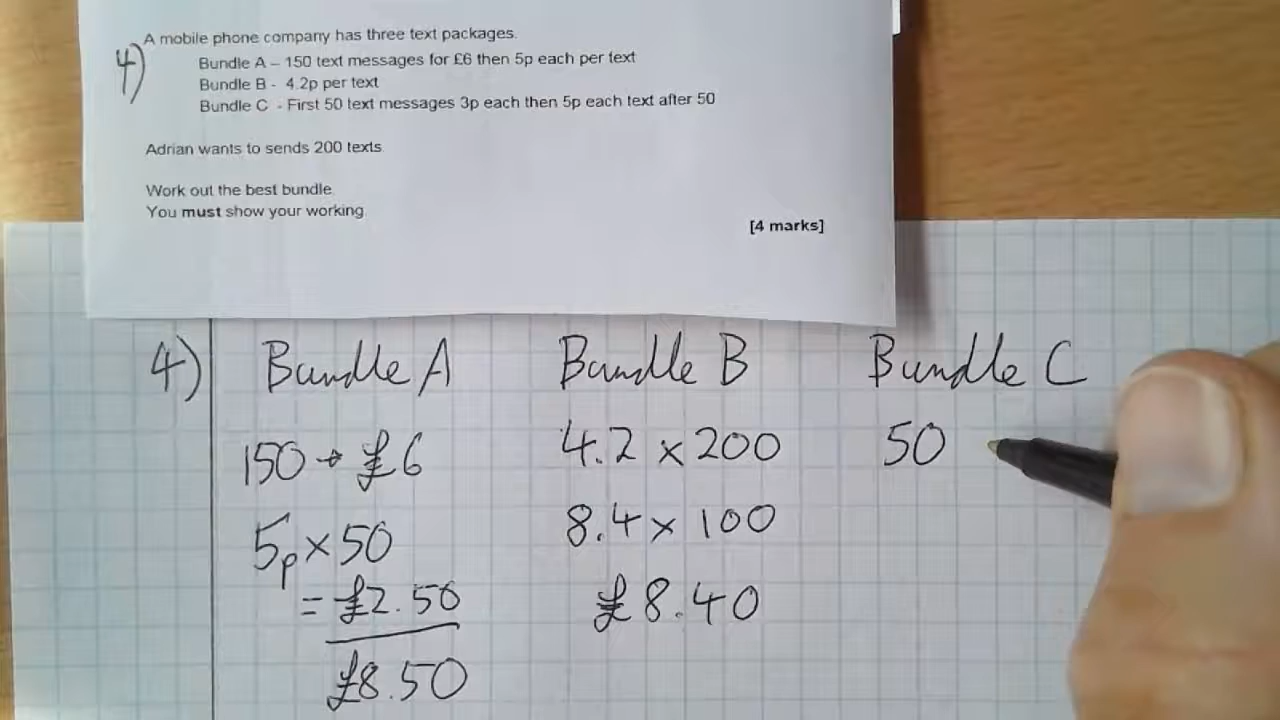 4)
A mobile phone company has three text packages.
Bundle A – 150 text messages for £6 then 5p each per text
Bundle B - 4.2p per text
Bundle C - First 50 text messages 3p each then 5p each text after 50
Adrian wants to sends 200 texts
Work out the best bundle
You must show your working
[4 marks]
4) Bundle A Bundle B Bundle C
150 → £6 4.2 × 200 50
5p × 50 8.4 × 100
= £2.50 £8.40
£8.50